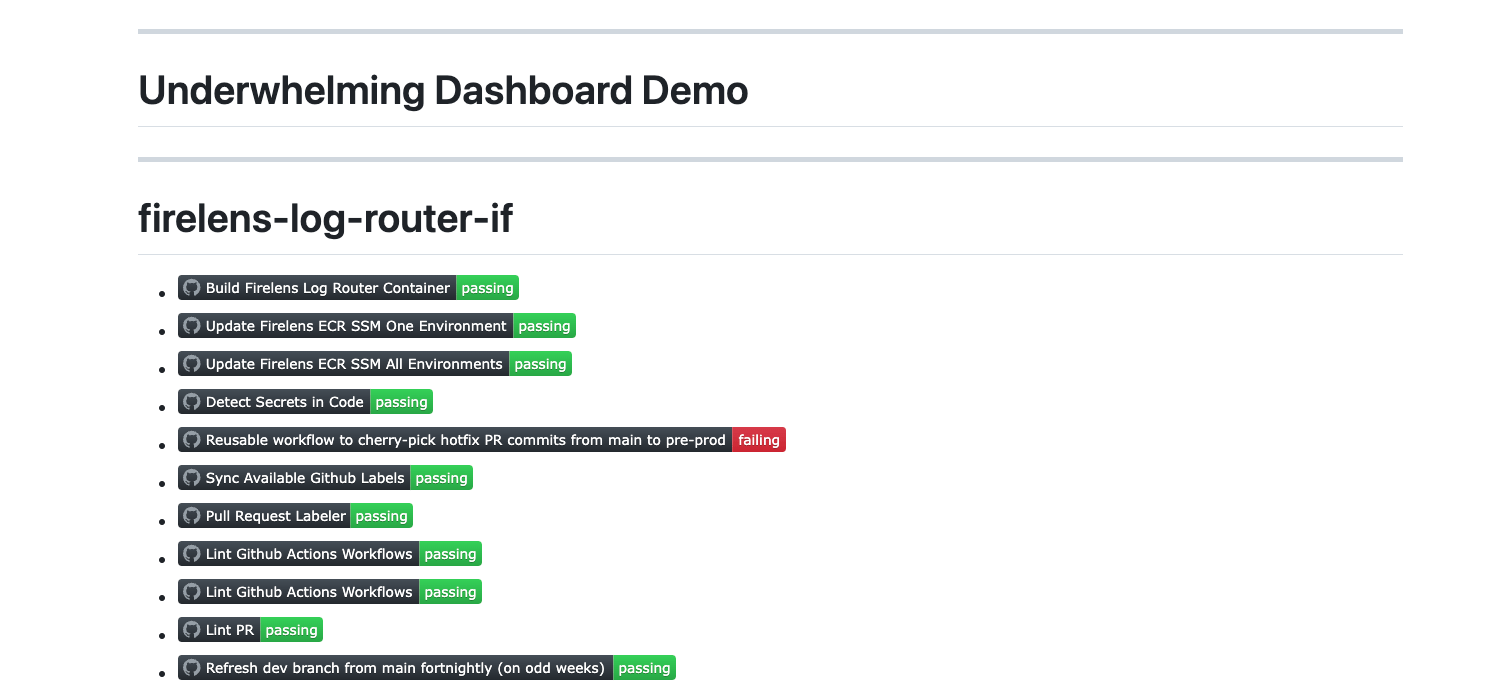 Underwhelming Dashboard Demo
firelens-log-router-if
Build Firelens Log Router Container passing
Update Firelens ECR SSM One Environment passing
Update Firelens ECR SSM All Environments passing
Detect Secrets in Code passing
Reusable workflow to cherry-pick hotfix PR commits from main to pre-prod failing
Sync Available Github Labels passing
Pull Request Labeler passing
Lint Github Actions Workflows passing
Lint Github Actions Workflows passing
Lint PR passing
Refresh dev branch from main fortnightly (on odd weeks) passing